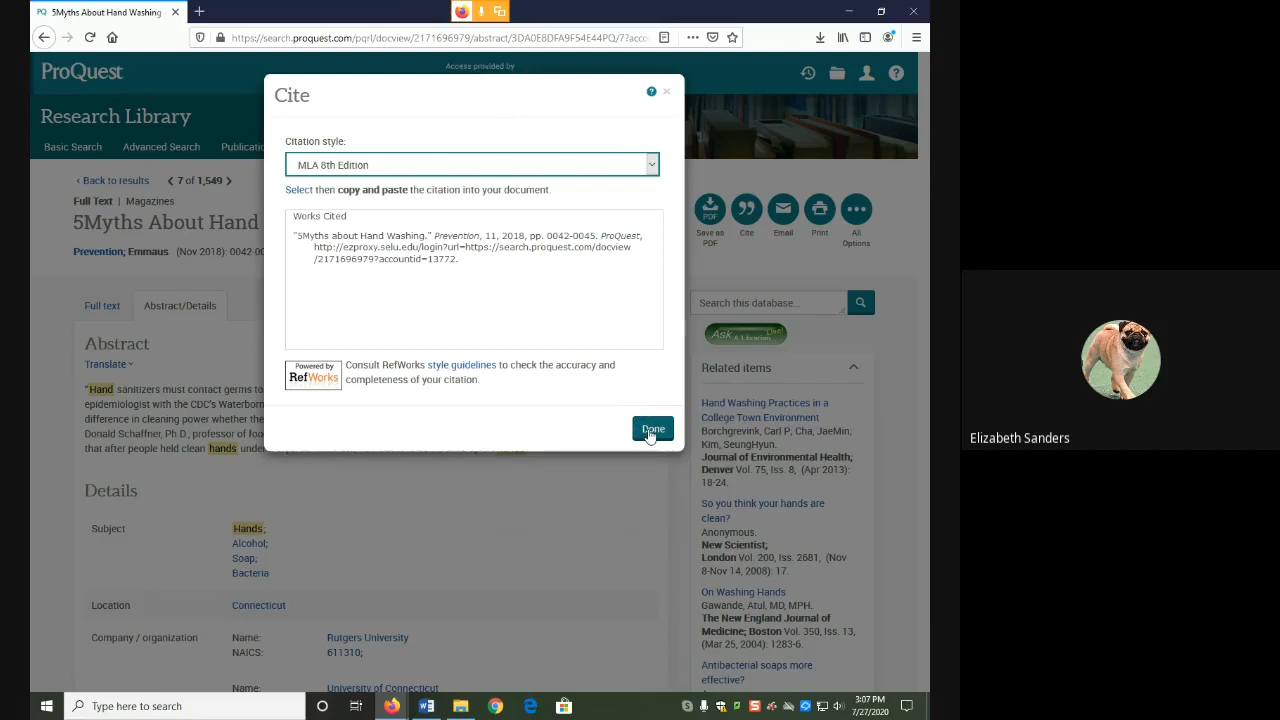 5Myths About Hand Washing
https://search.proquest.com/pqrl/docview/2171696979/abstract/3DA0E8DFA9F54E44PQ/7?acco
ProQuest
Access provided by
Research Library
Basic Search
Advanced Search
Publicatio
Cite
Citation style:
MLA 8th Edition
Select then copy and paste the citation into your document.
Works Cited
"5Myths about Hand Washing." Prevention, 11, 2018, pp. 0042-0045. ProQuest,
http://ezproxy.selu.edu/login?url=https://search.proquest.com/docview
/2171696979?accountid=13772.
Powered by
RefWorks
Consult RefWorks style guidelines to check the accuracy and
completeness of your citation.
Done
‹ Back to results
7 of 1,549
Full Text | Magazines
5Myths About Hand
Prevention; Emmaus (Nov 2018): 0042-00
PDF
Save as
PDF
Cite
Email
Print
All
Options
Full text
Abstract/Details
Abstract
Translate
"Hand sanitizers must contact germs to
epidemiologist with the CDC's Waterborn
difference in cleaning power whether the
Donald Schaffner, Ph.D., professor of foo
that after people held clean hands unde
Details
Subject
Hands;
Alcohol;
Soap;
Bacteria
Location
Connecticut
Company / organization
Name:
Rutgers University
NAICS:
611310;
Name:
University of Connecticut
Search this database...
Ask A Librarian Live!
Related items
Hand Washing Practices in a
College Town Environment
Borchgrevink, Carl P; Cha, JaeMin;
Kim, SeungHyun.
Journal of Environmental Health;
Denver Vol. 75, Iss. 8, (Apr 2013):
18-24.
So you think your hands are
clean?
Anonymous.
New Scientist;
London Vol. 200, Iss. 2681, (Nov
8-Nov 14, 2008): 17.
On Washing Hands
Gawande, Atul, MD, MPH.
The New England Journal of
Medicine; Boston Vol. 350, Iss. 13,
(Mar 25, 2004): 1283-6.
Antibacterial soaps more
effective?
Elizabeth Sanders
Type here to search
3:07 PM
7/27/2020